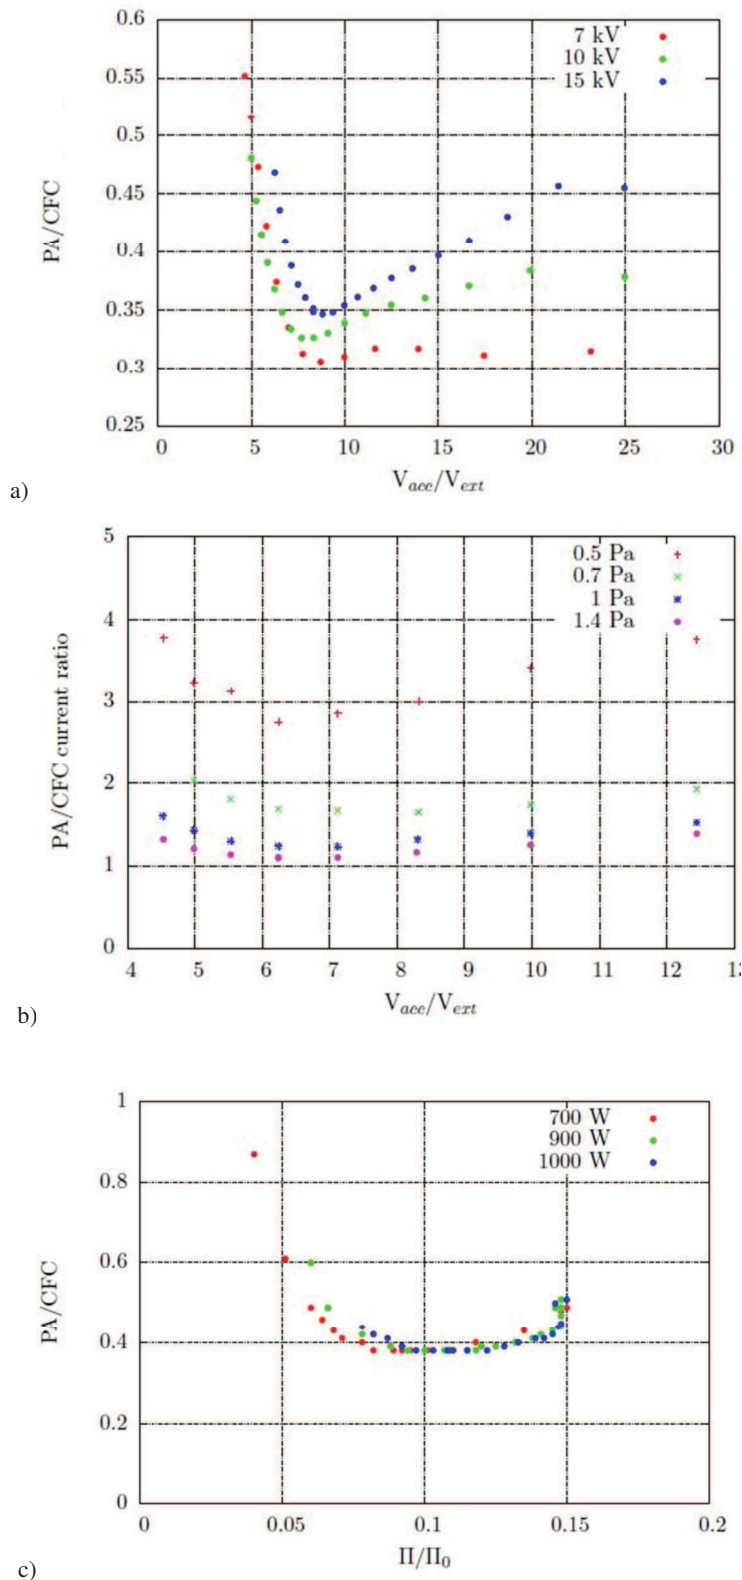 0.6
0.55
0.5
0.45
0.4
0.35
0.3
0.25
PA/CFC
7 kV
10 kV
15 kV
0 5 10 15 20 25 30
V_acc/V_ext
a)
5
4
3
2
1
0
PA/CFC current ratio
0.5 Pa
0.7 Pa
1 Pa
1.4 Pa
4 5 6 7 8 9 10 11 12 13
V_acc/V_ext
b)
1
0.8
0.6
0.4
0.2
0
PA/CFC
700 W
900 W
1000 W
0 0.05 0.1 0.15 0.2
Π/Π₀
c)